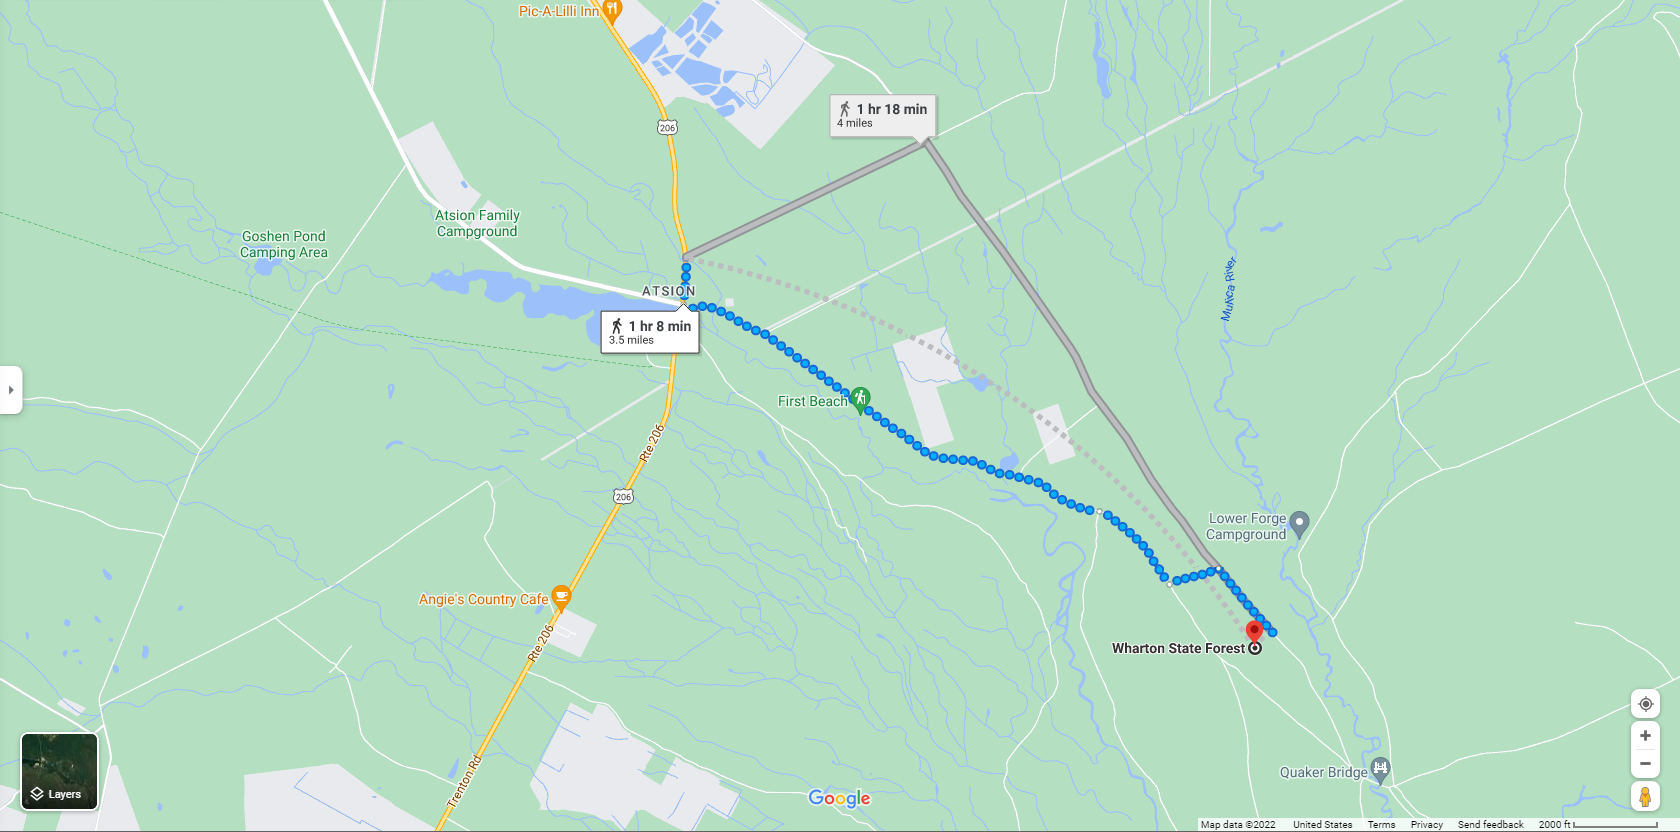 Pic-A-Lilli Inn
1 hr 18 min
4 miles
206
Atsion Family
Campground
Goshen Pond
Camping Area
ATSION
Mullica River
1 hr 8 min
3.5 miles
First Beach
Rte 206
206
Lower Forge
Campground
Angie's Country Cafe
Rte 206
Wharton State Forest
Trenton Rd
Quaker Bridge
Layers
Google
Map data ©2022 United States Terms Privacy Send feedback 2000 ft